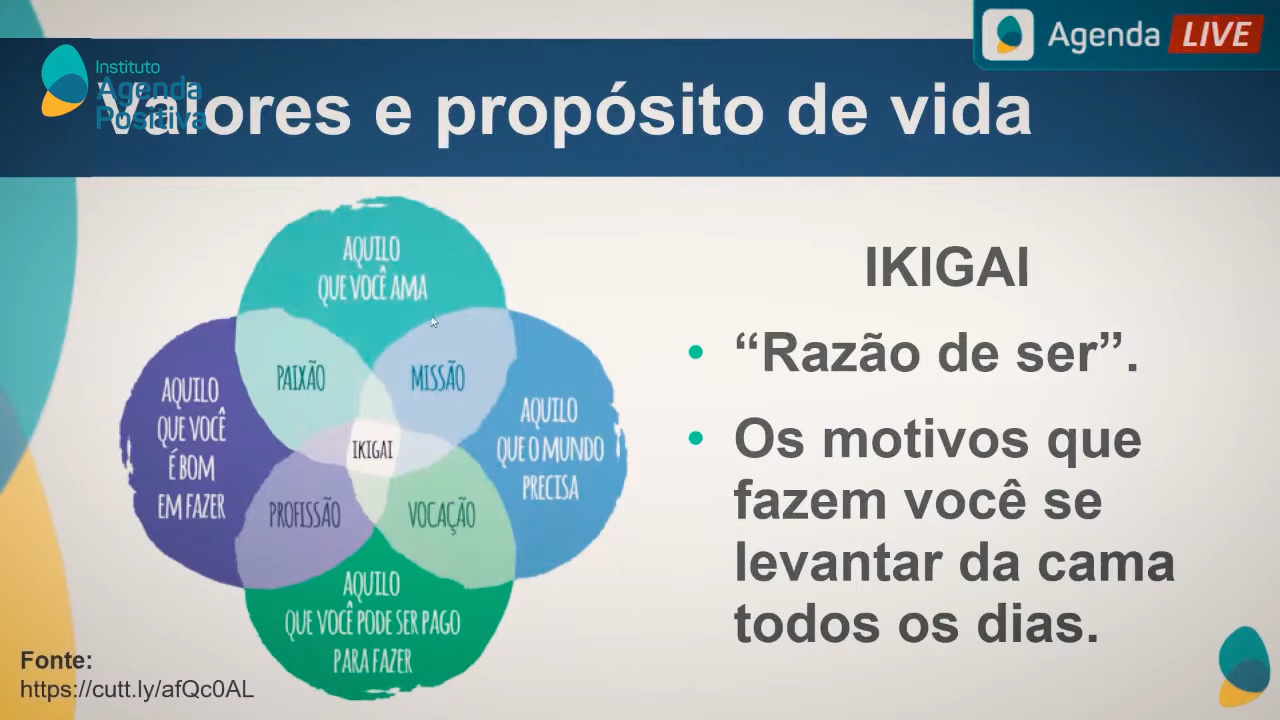 Agenda LIVE
Instituto
Agenda
Positiva
Valores e propósito de vida
AQUILO
QUE VOCÊ AMA
PAIXÃO
MISSÃO
AQUILO
QUE VOCÊ
É BOM
EM FAZER
IKIGAI
AQUILO
QUE O MUNDO
PRECISA
PROFISSÃO
VOCAÇÃO
AQUILO
QUE VOCÊ PODE SER PAGO
PARA FAZER
IKIGAI
• “Razão de ser”.
• Os motivos que
fazem você se
levantar da cama
todos os dias.
Fonte:
https://cutt.ly/afQc0AL